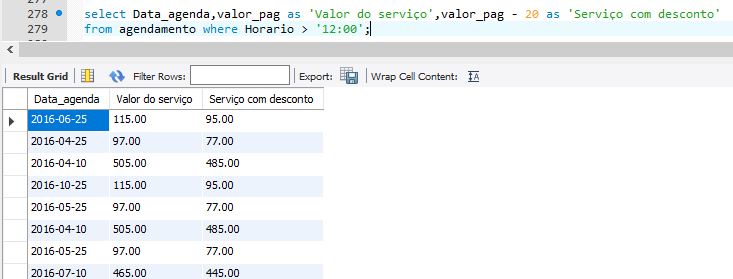 278 select Data_agenda,valor_pag as 'Valor do serviço',valor_pag - 20 as 'Serviço com desconto'
279 from agendamento where Horario > '12:00';
Result Grid Filter Rows: Export: Wrap Cell Content:
Data_agenda Valor do serviço Serviço com desconto
2016-06-25 115.00 95.00
2016-04-25 97.00 77.00
2016-04-10 505.00 485.00
2016-10-25 115.00 95.00
2016-05-25 97.00 77.00
2016-04-10 505.00 485.00
2016-05-25 97.00 77.00
2016-07-10 465.00 445.00